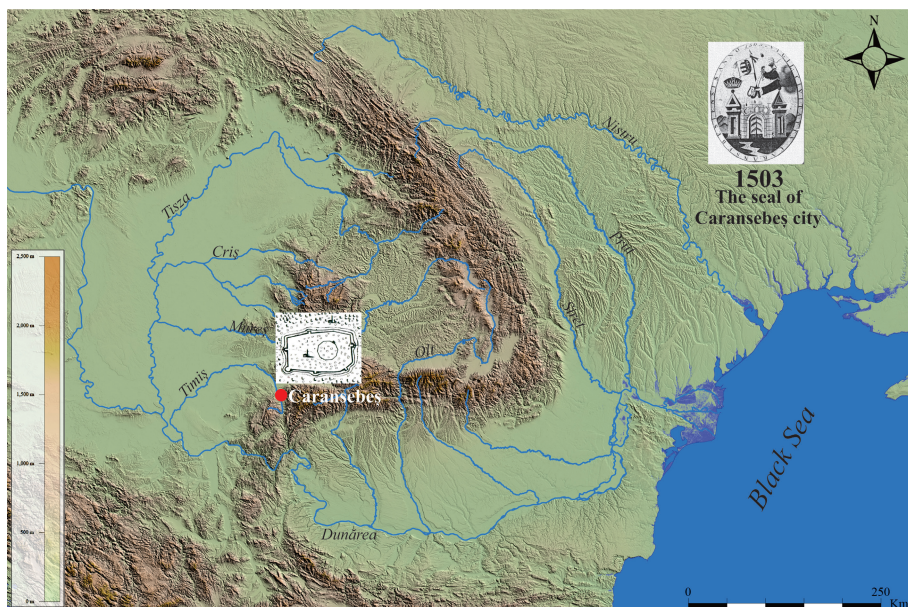 N
1503
The seal of
Caransebeș city
Nistru
Tisza
Prut
Cris
Siret
Mureș
Olt
Timiș
Caransebeș
Black Sea
Dunărea
2,500 m
2,000 m
1,500 m
1,000 m
500 m
0 m
0
250
Km